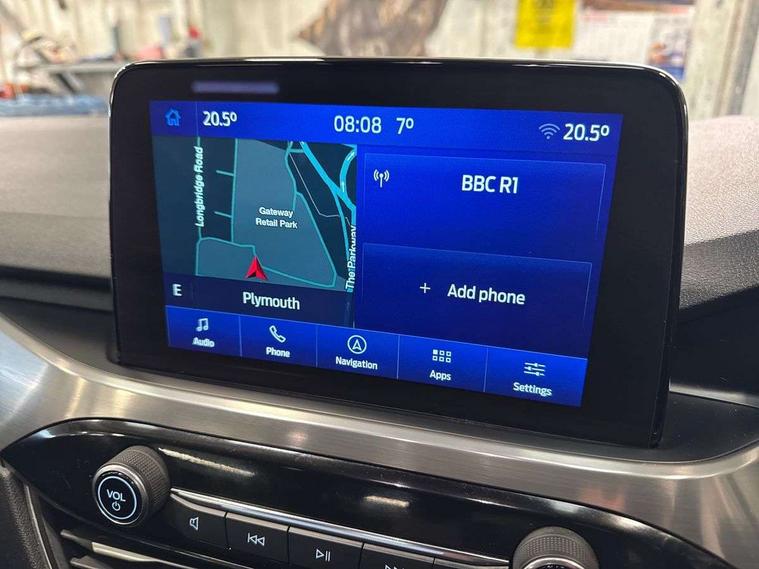 20.5°
08:08 7°
20.5°
Longbridge Road
Gateway
Retail Park
The Parkway
E
Plymouth
BBC R1
+ Add phone
Audio
Phone
Navigation
Apps
Settings
VOL